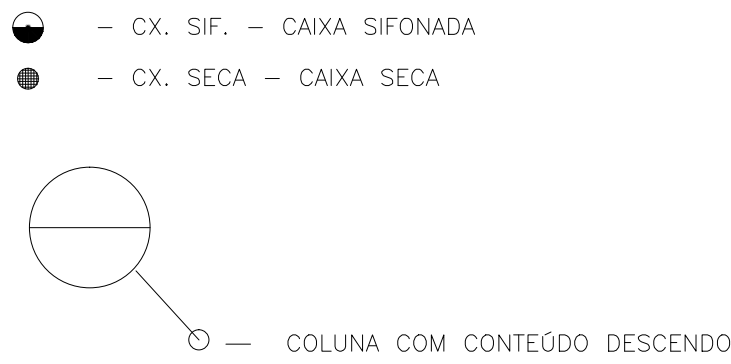 – CX. SIF. – CAIXA SIFONADA
– CX. SECA – CAIXA SECA
— COLUNA COM CONTEÚDO DESCENDO